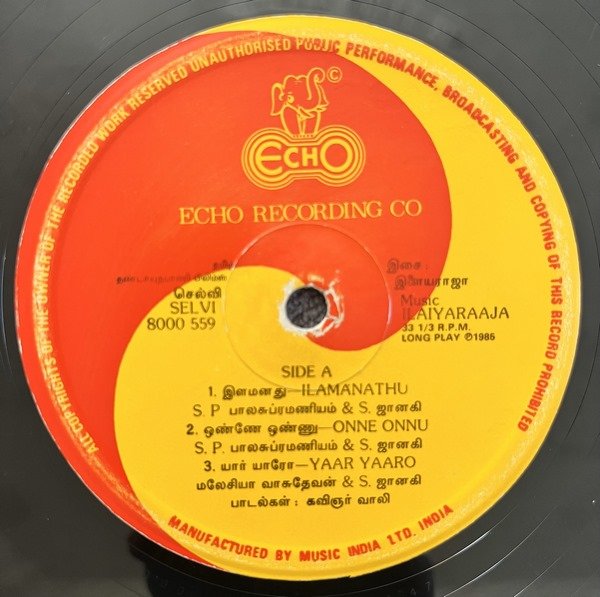 ALL COPYRIGHTS OF THE OWNER OF THE RECORDED WORK RESERVED UNAUTHORISED PUBLIC PERFORMANCE, BROADCASTING AND COPYING OF THIS RECORD PROHIBITED
©
ECHO
ECHO RECORDING CO
செல்வி
SELVI
8000 559
இசை :
இளையராஜா
Music
ILAIYARAAJA
33 1/3 R.P.M.
LONG PLAY ℗1985
SIDE A
1. இளமனது—ILAMANATHU
S. P பாலசுப்ரமணியம் & S. ஜானகி
2. ஒண்ணே ஒண்ணு—ONNE ONNU
S. P. பாலசுப்ரமணியம் & S. ஜானகி
3. யார் யாரோ—YAAR YAARO
மலேசியா வாசுதேவன் & S. ஜானகி
பாடல்கள் : கவிஞர் வாலி
MANUFACTURED BY MUSIC INDIA LTD. INDIA